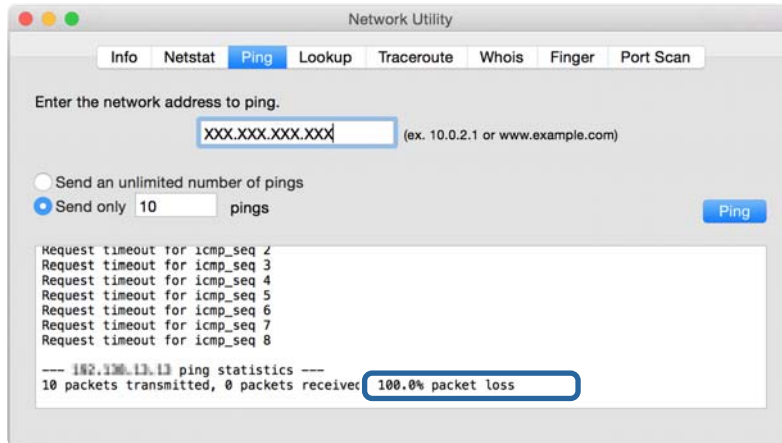 Network Utility
Info Netstat Ping Lookup Traceroute Whois Finger Port Scan
Enter the network address to ping.
XXX.XXX.XXX.XXX (ex. 10.0.2.1 or www.example.com)
Send an unlimited number of pings
Send only 10 pings
Ping
Request timeout for icmp_seq 2
Request timeout for icmp_seq 3
Request timeout for icmp_seq 4
Request timeout for icmp_seq 5
Request timeout for icmp_seq 6
Request timeout for icmp_seq 7
Request timeout for icmp_seq 8
--- ping statistics ---
10 packets transmitted, 0 packets received 100.0% packet loss